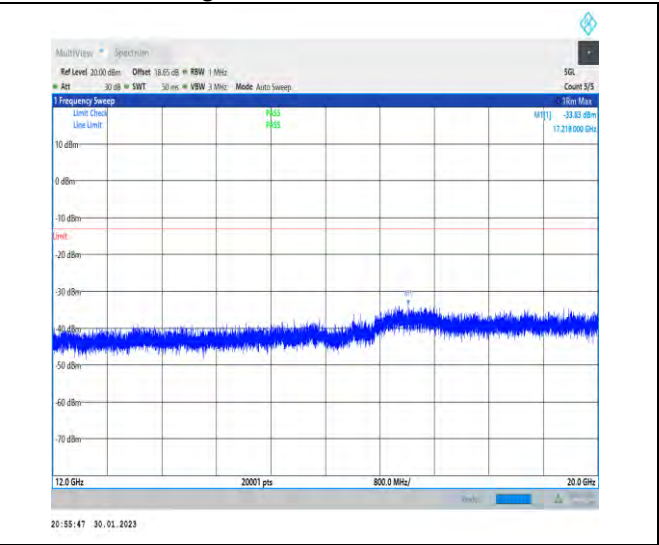 MultiView Spectrum
Ref Level 20.00 dBm Offset 18.65 dB RBW 1 MHz SGL
Att 30 dB SWT 50 ms VBW 3 MHz Mode Auto Sweep Count 5/5
1 Frequency Sweep 1Rm Max
Limit Check PASS M1[1] -33.83 dBm
Line Limit PASS 17.218 000 GHz
10 dBm
0 dBm
-10 dBm
Limit
-20 dBm
-30 dBm
M1
-40 dBm
-50 dBm
-60 dBm
-70 dBm
12.0 GHz 20001 pts 800.0 MHz/ 20.0 GHz
Ready
20:55:47 30.01.2023